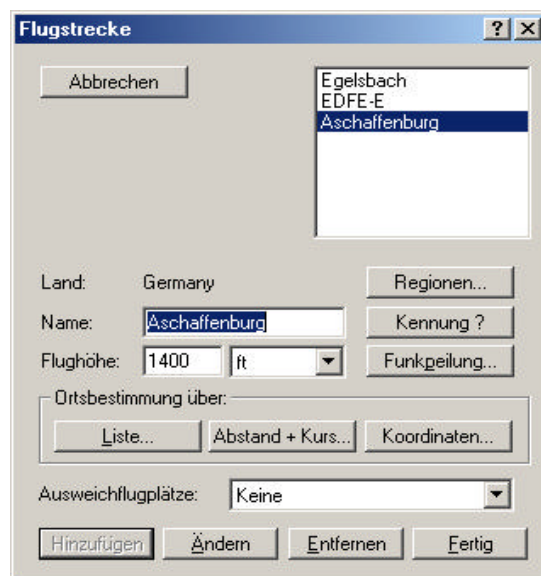 Flugstrecke
Abbrechen
Egelsbach
EDFE-E
Aschaffenburg
Land: Germany Regionen...
Name: Aschaffenburg Kennung ?
Flughöhe: 1400 ft Funkpeilung...
Ortsbestimmung über:
Liste... Abstand + Kurs... Koordinaten...
Ausweichflugplätze: Keine
Hinzufügen Ändern Entfernen Fertig